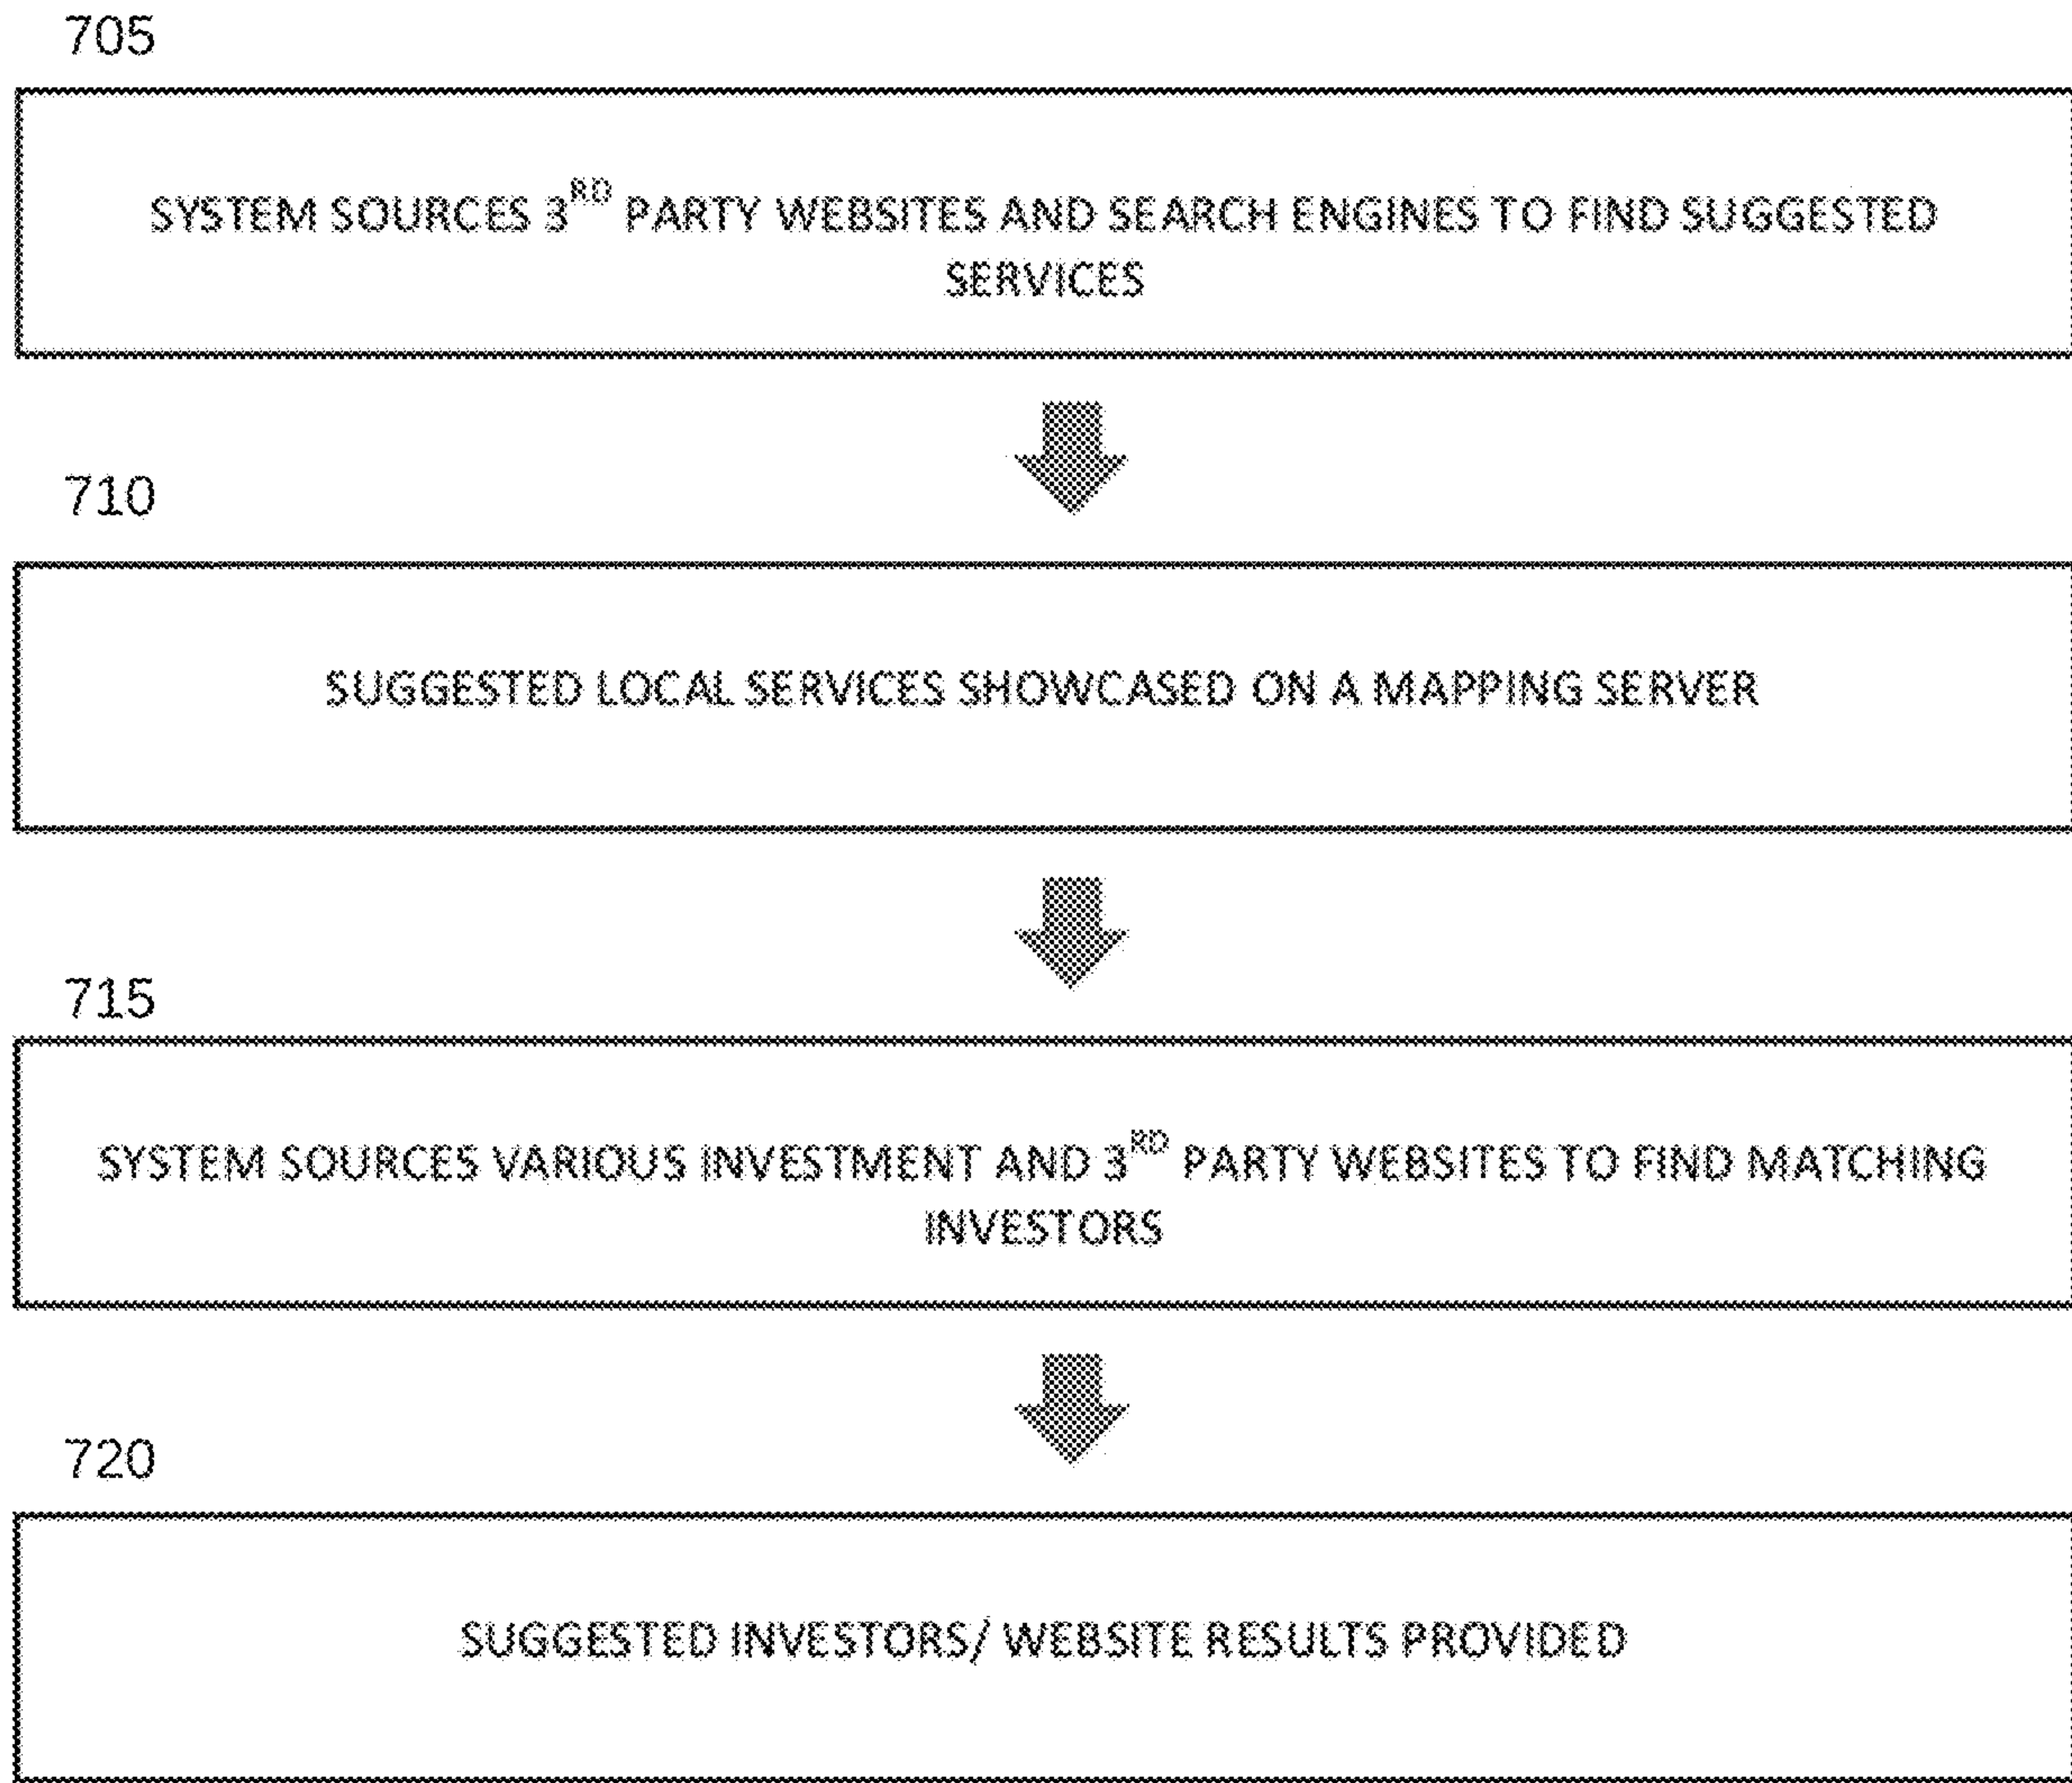 705
SYSTEM SOURCES 3RD PARTY WEBSITES AND SEARCH ENGINES TO FIND SUGGESTED
SERVICES
710
SUGGESTED LOCAL SERVICES SHOWCASED ON A MAPPING SERVER
715
SYSTEM SOURCES VARIOUS INVESTMENT AND 3RD PARTY WEBSITES TO FIND MATCHING
INVESTORS
720
SUGGESTED INVESTORS/ WEBSITE RESULTS PROVIDED